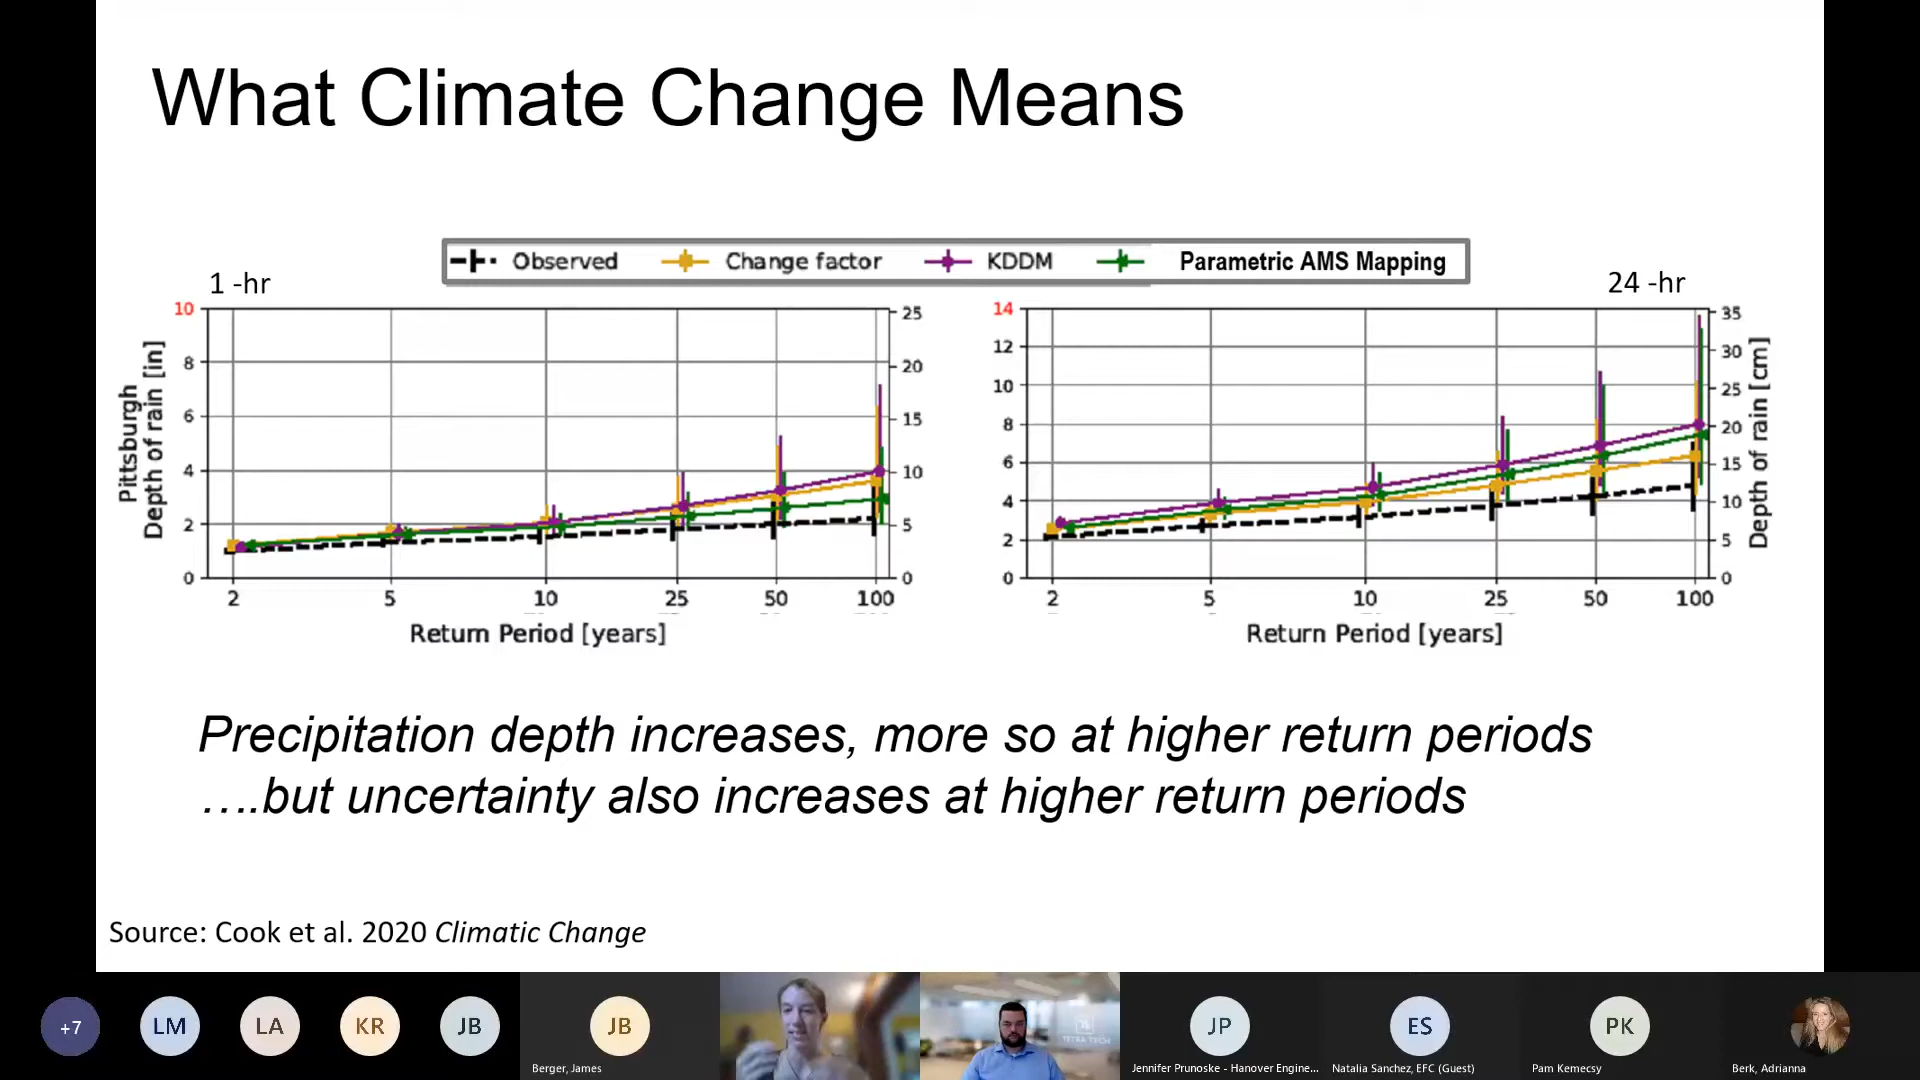 What Climate Change Means
Observed Change factor KDDM Parametric AMS Mapping
1 -hr
24 -hr
Pittsburgh
Depth of rain [in]
10
8
6
4
2
0
25
20
15
10
5
0
2 5 10 25 50 100
Return Period [years]
14
12
10
8
6
4
2
0
35
30
25
20
15
10
5
0
Depth of rain [cm]
2 5 10 25 50 100
Return Period [years]
Precipitation depth increases, more so at higher return periods
….but uncertainty also increases at higher return periods
Source: Cook et al. 2020 Climatic Change
+7
LM
LA
KR
JB
JB
Berger, James
TETRA TECH
JP
Jennifer Prunoske - Hanover Engine...
ES
Natalia Sanchez, EFC (Guest)
PK
Pam Kemecsy
Berk, Adrianna